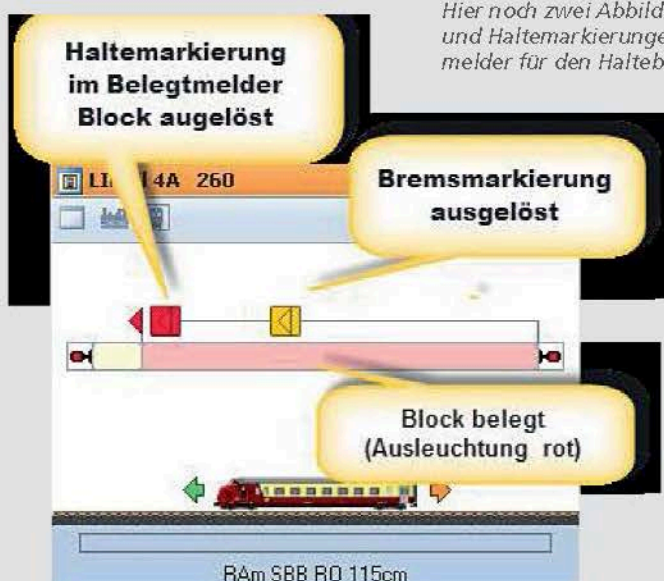 Hier noch zwei Abbild
und Haltemarkierunge
melder für den Halteb
Haltemarkierung
im Belegtmelder
Block augelöst
4A 260
Bremsmarkierung
ausgelöst
Block belegt
(Ausleuchtung rot)
RAm SBB RO 115cm